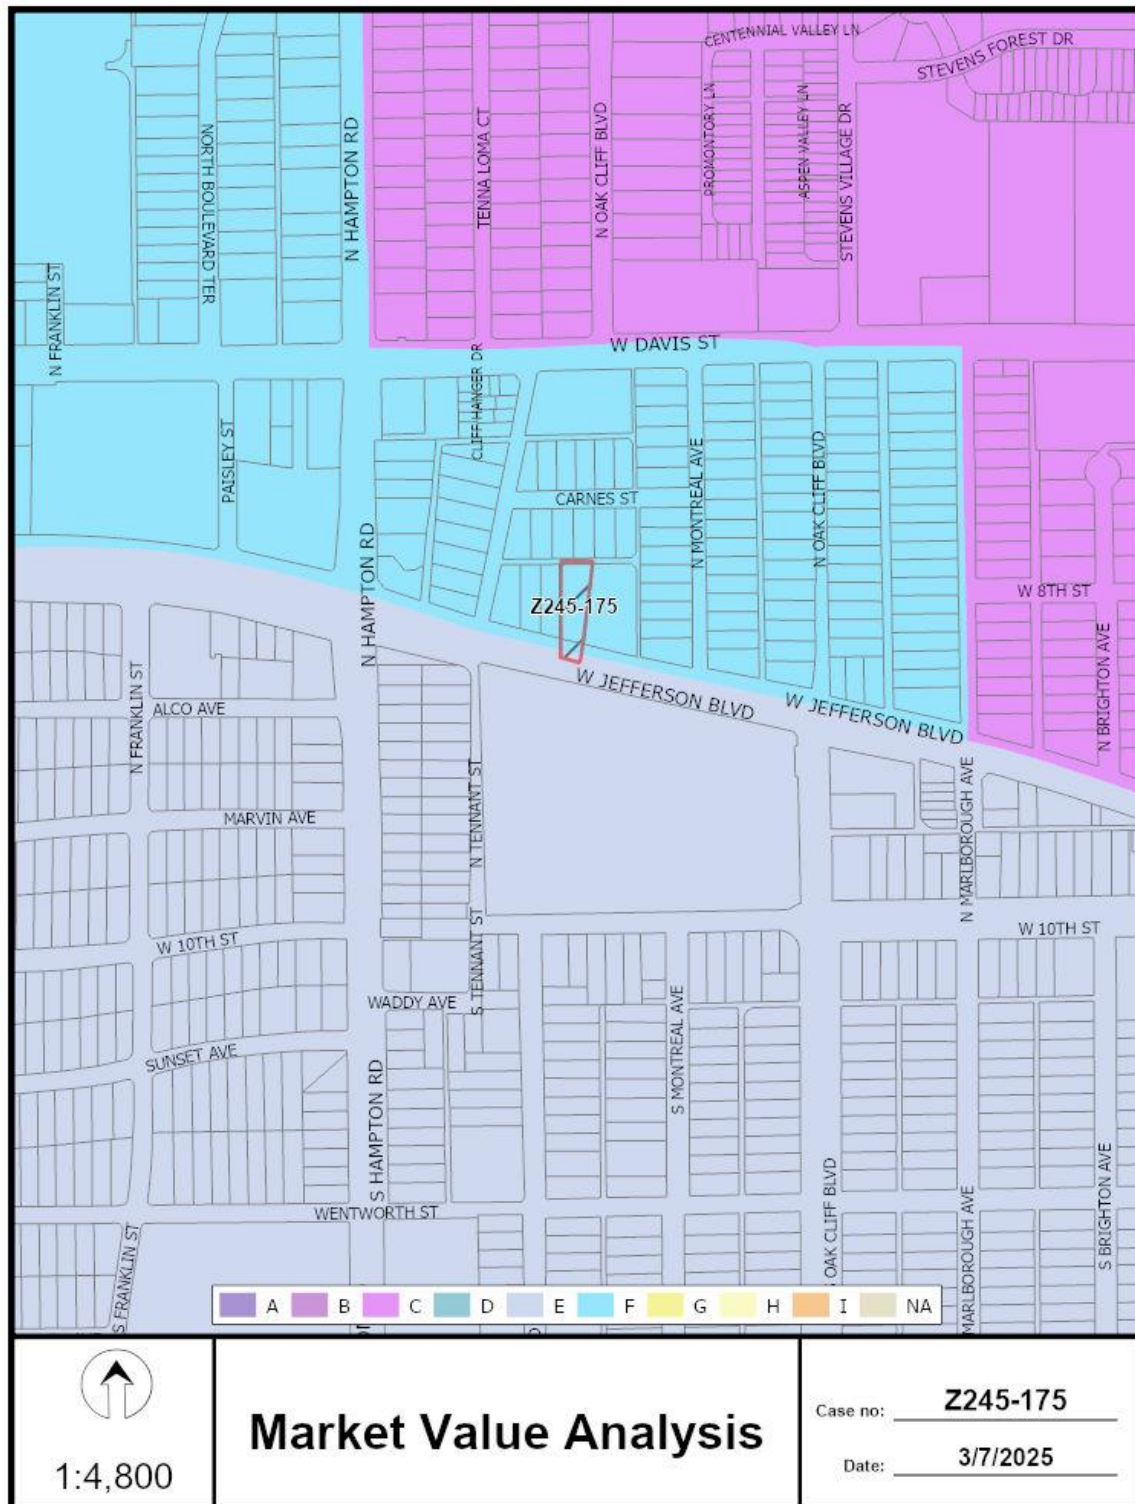 CENTENNIAL VALLEY LN
STEVENS FOREST DR
NORTH BOULEVARD TER
N HAMPTON RD
TENNA LOMA CT
N OAK CLIFF BLVD
PROMONTORY LN
ASPEN VALLEY LN
STEVENS VILLAGE DR
N FRANKLIN ST
W DAVIS ST
CLIFF HANGER DR
PAISLEY ST
N MONTREAL AVE
N OAK CLIFF BLVD
CARNES ST
N HAMPTON RD
Z245-175
W 8TH ST
N BRIGHTON AVE
W JEFFERSON BLVD
W JEFFERSON BLVD
N FRANKLIN ST
ALCO AVE
N TENNANT ST
N MARLBOROUGH AVE
MARVIN AVE
W 10TH ST
W 10TH ST
S TENNANT ST
WADDY AVE
S MONTREAL AVE
SUNSET AVE
S HAMPTON RD
OAK CLIFF BLVD
MARLBOROUGH AVE
S BRIGHTON AVE
WENTWORTH ST
S FRANKLIN ST
A B C D E F G H I NA
1:4,800
Market Value Analysis
Case no: Z245-175
Date: 3/7/2025